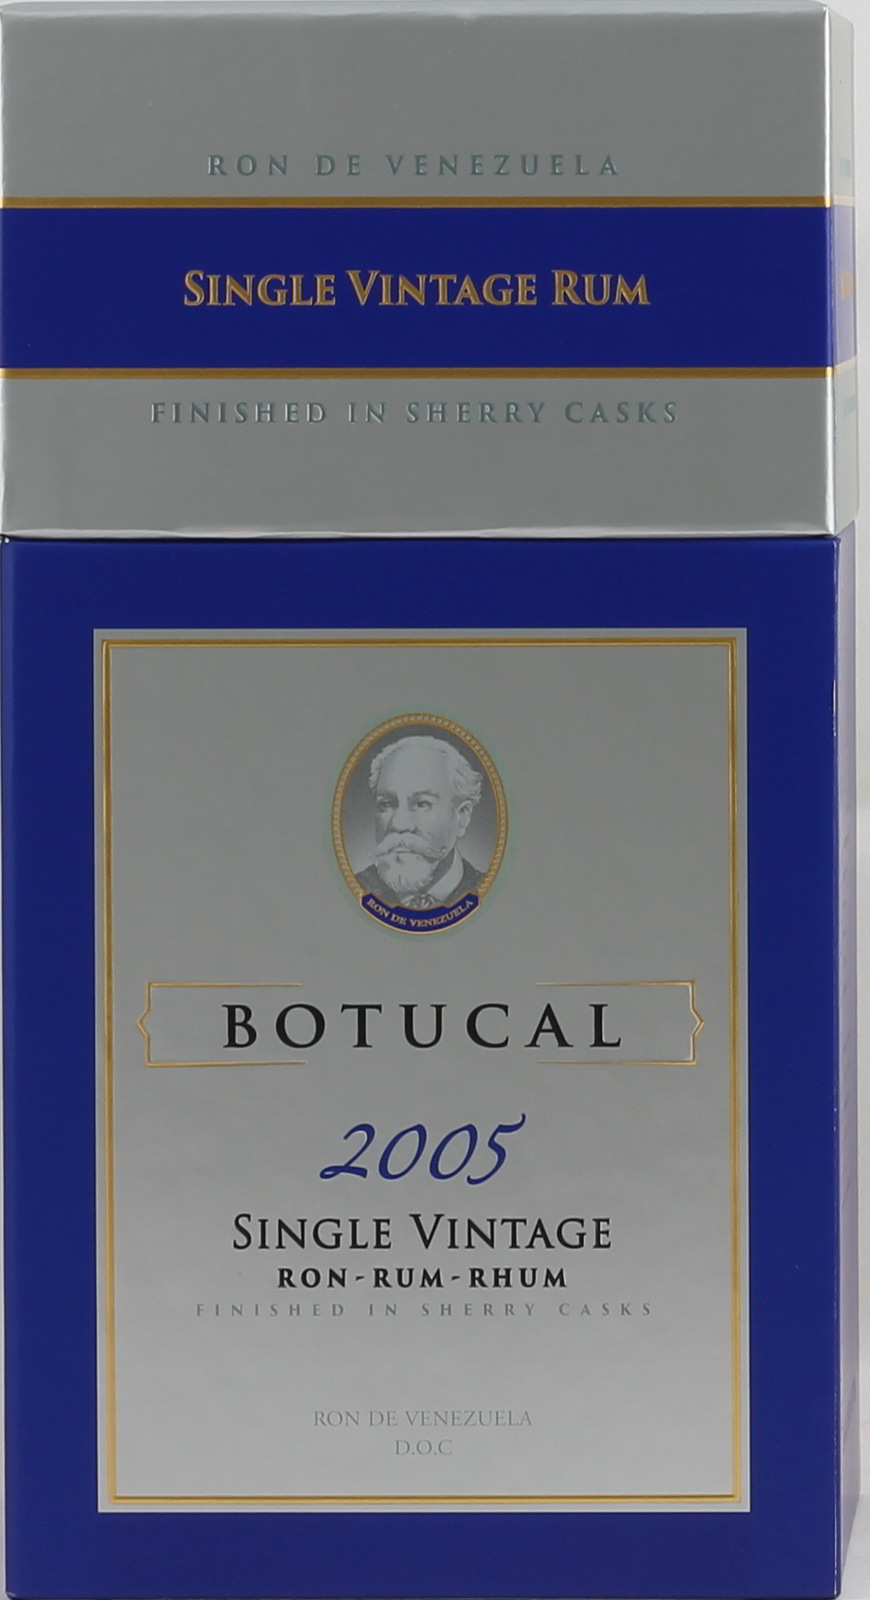 RON DE VENEZUELA
SINGLE VINTAGE RUM
FINISHED IN SHERRY CASKS
RON DE VENEZUELA
BOTUCAL
2005
SINGLE VINTAGE
RON-RUM-RHUM
FINISHED IN SHERRY CASKS
RON DE VENEZUELA
D.O.C